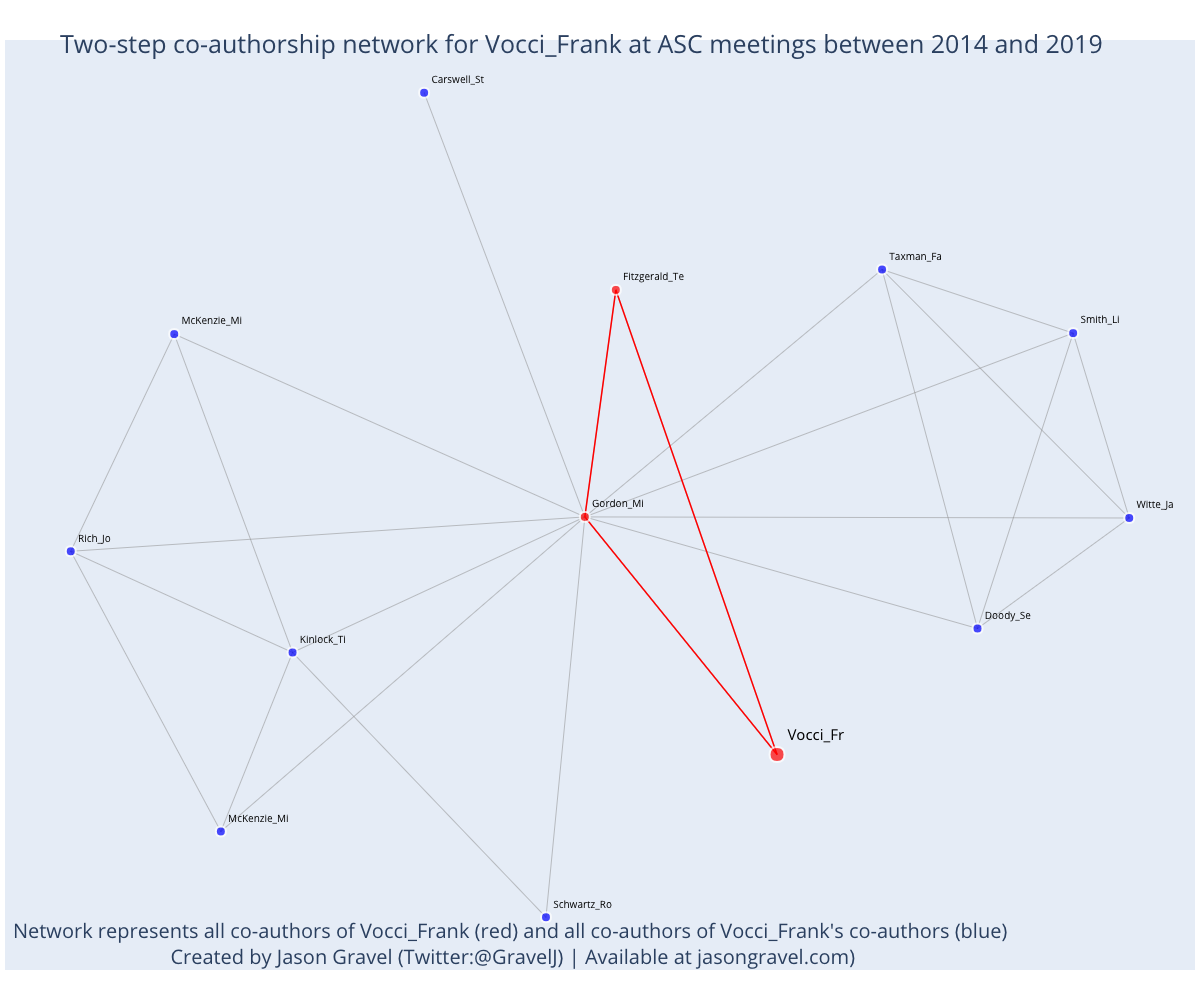 Two-step co-authorship network for Vocci_Frank at ASC meetings between 2014 and 2019
Carswell_St
Taxman_Fa
Fitzgerald_Te
Smith_Li
McKenzie_Mi
Gordon_Mi
Witte_Ja
Rich_Jo
Doody_Se
Kinlock_Ti
Vocci_Fr
McKenzie_Mi
Schwartz_Ro
Network represents all co-authors of Vocci_Frank (red) and all co-authors of Vocci_Frank's co-authors (blue)
Created by Jason Gravel (Twitter:@GravelJ) | Available at jasongravel.com)